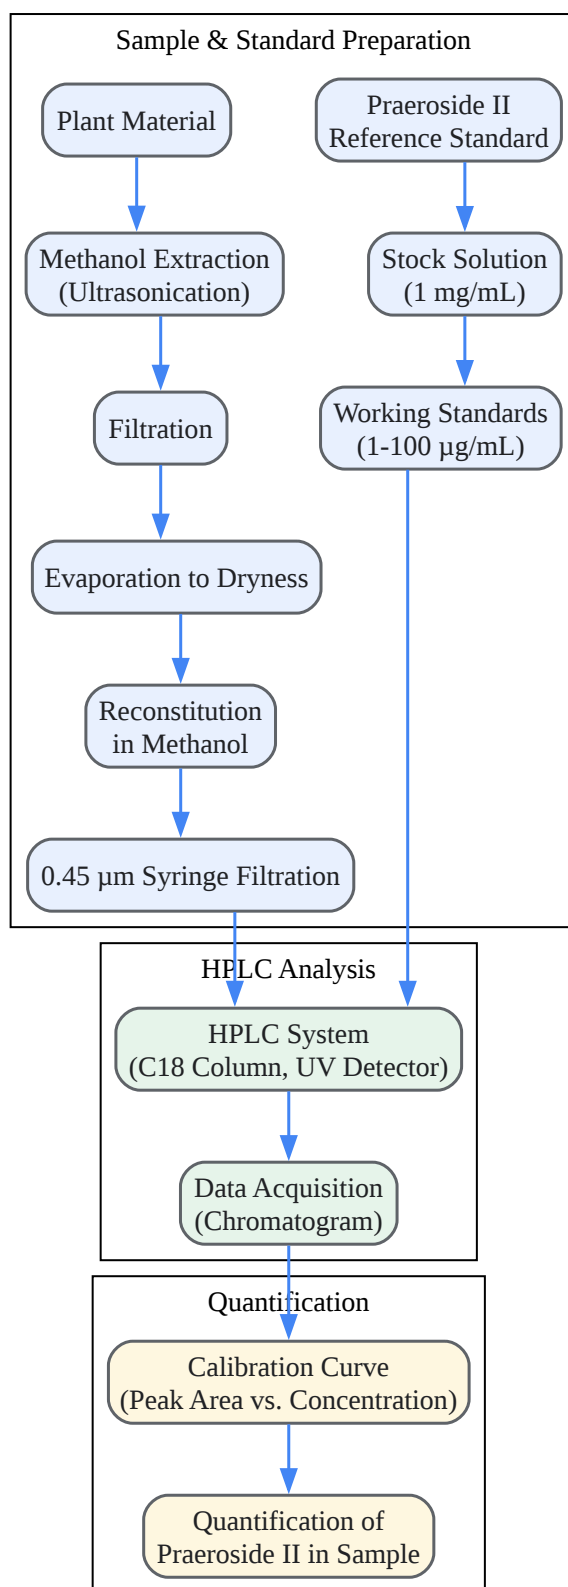 Sample & Standard Preparation
Plant Material
Praeroside II
Reference Standard
Methanol Extraction
(Ultrasonication)
Stock Solution
(1 mg/mL)
Filtration
Working Standards
(1-100 µg/mL)
Evaporation to Dryness
Reconstitution
in Methanol
0.45 µm Syringe Filtration
HPLC Analysis
HPLC System
(C18 Column, UV Detector)
Data Acquisition
(Chromatogram)
Quantification
Calibration Curve
(Peak Area vs. Concentration)
Quantification of
Praeroside II in Sample